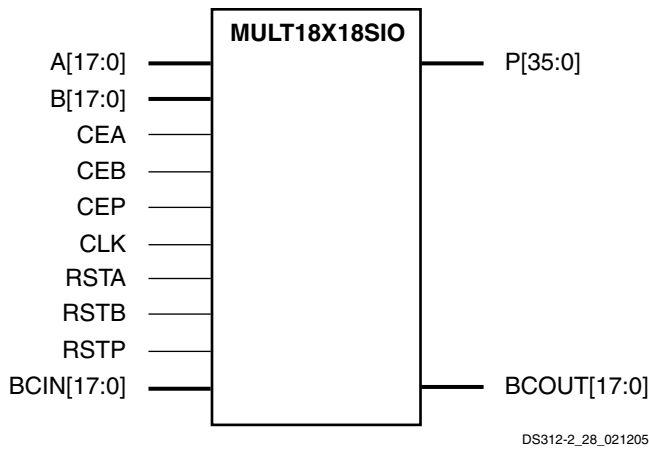 MULT18X18SIO
A[17:0]
P[35:0]
B[17:0]
CEA
CEB
CEP
CLK
RSTA
RSTB
RSTP
BCIN[17:0]
BCOUT[17:0]
DS312-2_28_021205